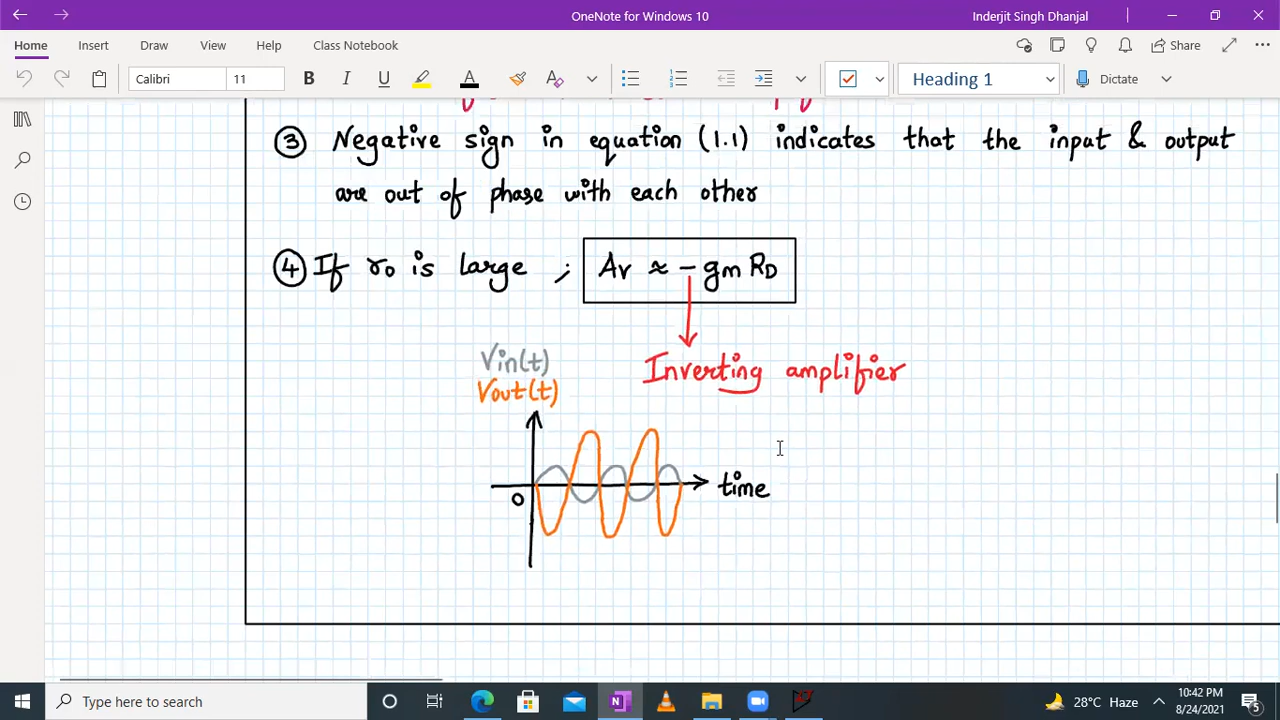 OneNote for Windows 10
Inderjit Singh Dhanjal
Home Insert Draw View Help Class Notebook
Share
Calibri 11 B I U A Heading 1 Dictate
③ Negative sign in equation (1.1) indicates that the input & output
are out of phase with each other
④ If ro is large ; Av ≈ - gm RD
Inverting amplifier
Vin(t)
Vout(t)
0
time
Type here to search
28°C Haze
10:42 PM
8/24/2021
5